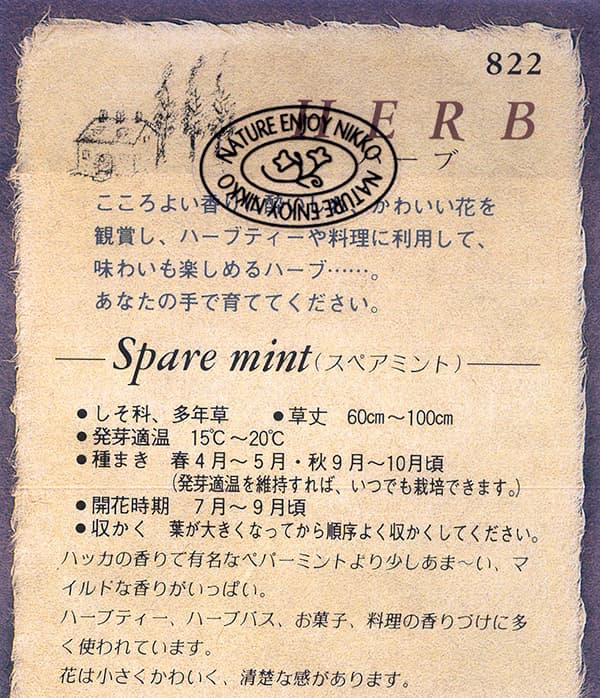 822
HERB
ーブ
NATURE ENJOY NIKKO NATURE ENJOY NIKKO
こころよい香り かわいい花を
観賞し、ハーブティーや料理に利用して、
味わいも楽しめるハーブ……。
あなたの手で育ててください。
Spare mint(スペアミント)
●しそ科、多年草 ●草丈 60㎝〜100㎝
●発芽適温 15℃〜20℃
●種まき 春4月〜5月・秋9月〜10月頃
(発芽適温を維持すれば、いつでも栽培できます。)
●開花時期 7月〜9月頃
●収かく 葉が大きくなってから順序よく収かくしてください。
ハッカの香りで有名なペパーミントより少しあま〜い、マ
イルドな香りがいっぱい。
ハーブティー、ハーブバス、お菓子、料理の香りづけに多
く使われています。
花は小さくかわいく、清楚な感があります。